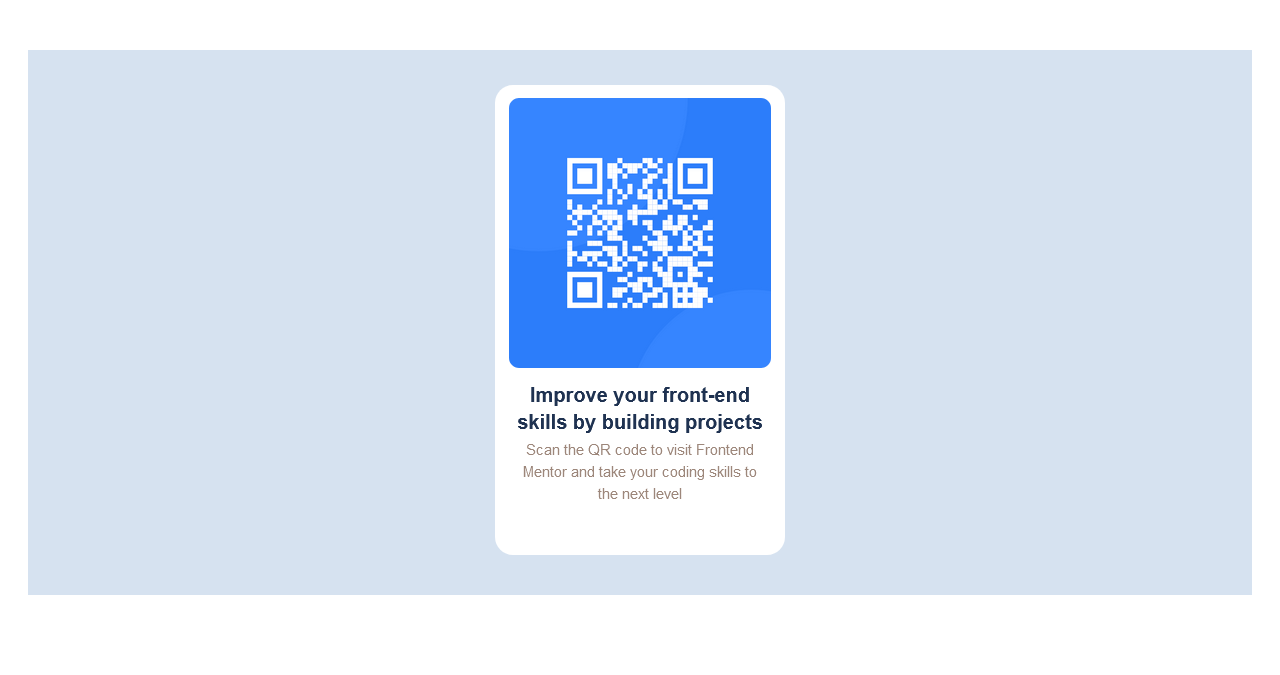 Improve your front-end
skills by building projects
Scan the QR code to visit Frontend
Mentor and take your coding skills to
the next level